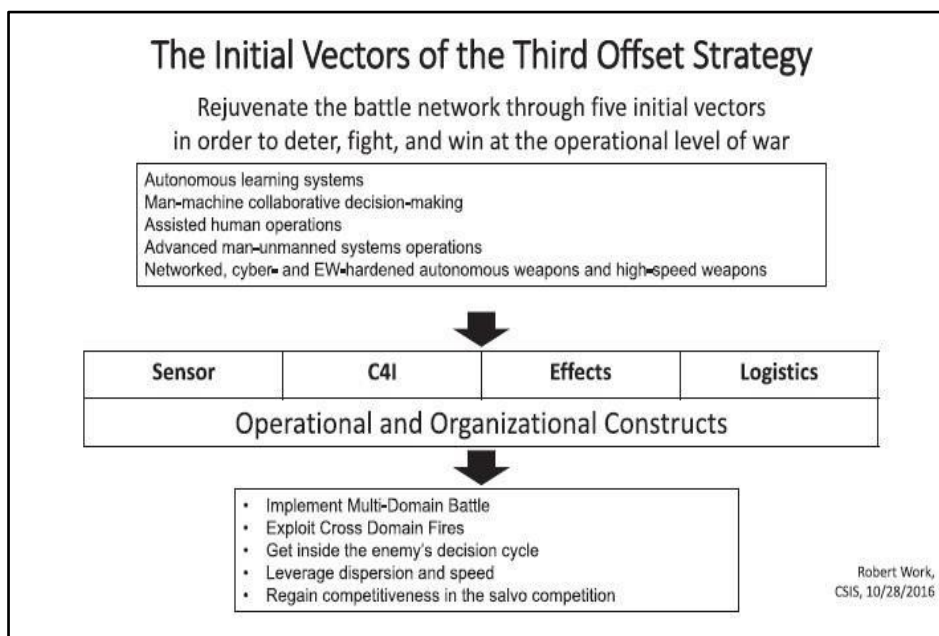 The Initial Vectors of the Third Offset Strategy
Rejuvenate the battle network through five initial vectors
in order to deter, fight, and win at the operational level of war
Autonomous learning systems
Man-machine collaborative decision-making
Assisted human operations
Advanced man-unmanned systems operations
Networked, cyber- and EW-hardened autonomous weapons and high-speed weapons
Sensor C4I Effects Logistics
Operational and Organizational Constructs
• Implement Multi-Domain Battle
• Exploit Cross Domain Fires
• Get inside the enemy's decision cycle
• Leverage dispersion and speed
• Regain competitiveness in the salvo competition
Robert Work,
CSIS, 10/28/2016